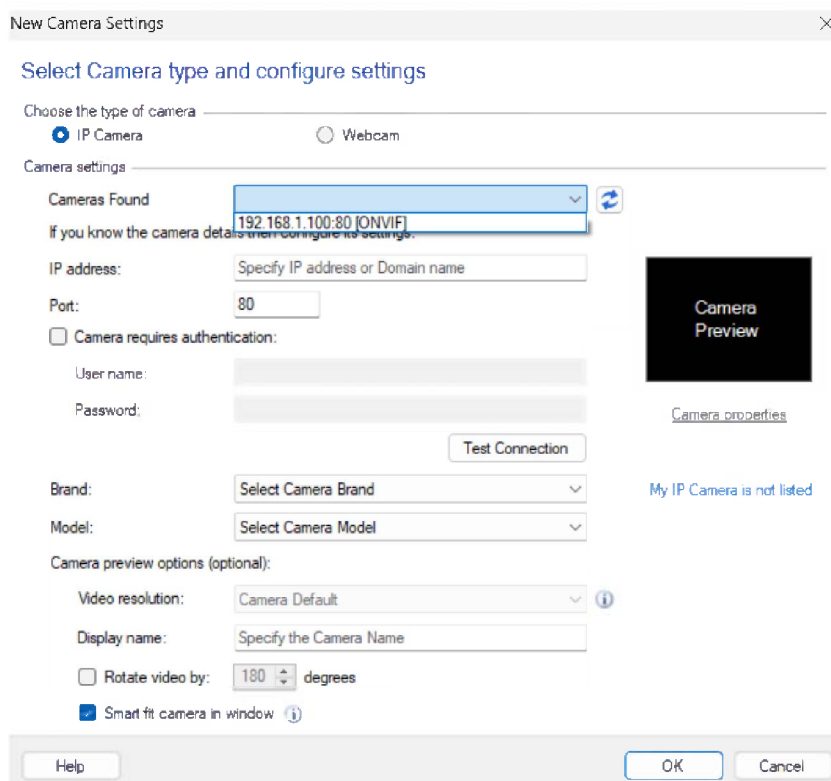 New Camera Settings
Select Camera type and configure settings
Choose the type of camera
IP Camera
Webcam
Camera settings
Cameras Found
192.168.1.100:80 [ONVIF]
If you know the camera details then configure its settings:
IP address:
Specify IP address or Domain name
Port:
80
Camera Preview
Camera requires authentication:
User name:
Password:
Camera properties
Test Connection
Brand:
Select Camera Brand
My IP Camera is not listed
Model:
Select Camera Model
Camera preview options (optional):
Video resolution:
Camera Default
Display name:
Specify the Camera Name
Rotate video by:
180
degrees
Smart fit camera in window
Help
OK
Cancel